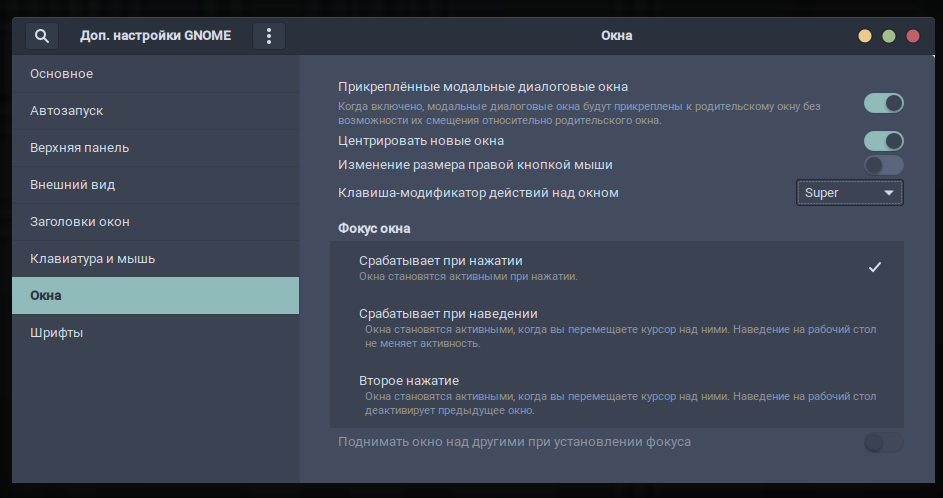 Доп. настройки GNOME
Окна
Основное
Автозапуск
Верхняя панель
Внешний вид
Заголовки окон
Клавиатура и мышь
Окна
Шрифты
Прикреплённые модальные диалоговые окна
Когда включено, модальные диалоговые окна будут прикреплены к родительскому окну без
возможности их смещения относительно родительского окна.
Центрировать новые окна
Изменение размера правой кнопкой мыши
Клавиша-модификатор действий над окном
Super
Фокус окна
Срабатывает при нажатии
Окна становятся активными при нажатии.
Срабатывает при наведении
Окна становятся активными, когда вы перемещаете курсор над ними. Наведение на рабочий стол
не меняет активность.
Второе нажатие
Окна становятся активными, когда вы перемещаете курсор над ними. Наведение на рабочий стол
деактивирует предыдущее окно.
Поднимать окно над другими при установлении фокуса